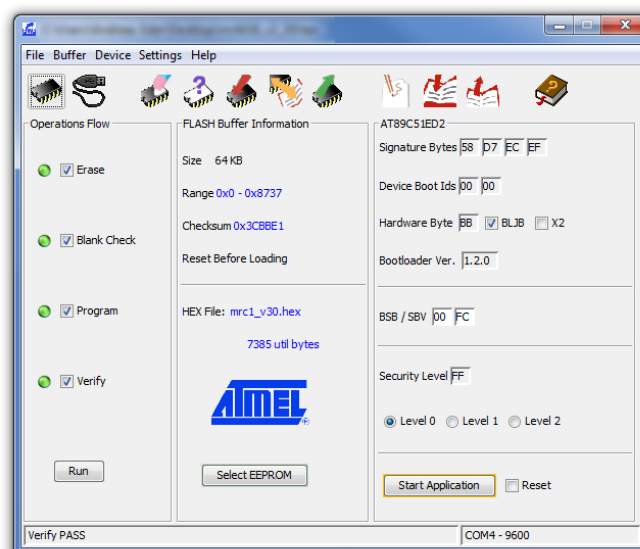 File Buffer Device Settings Help
Operations Flow
Erase
Blank Check
Program
Verify
Run
FLASH Buffer Information
Size 64 KB
Range 0x0 - 0x8737
Checksum 0x3CBBE1
Reset Before Loading
HEX File: mrc1_v30.hex
7385 util bytes
ATMEL
Select EEPROM
AT89C51ED2
Signature Bytes 58 D7 EC EF
Device Boot Ids 00 00
Hardware Byte BB BLJB X2
Bootloader Ver. 1.2.0
BSB / SBV 00 FC
Security Level FF
Level 0 Level 1 Level 2
Start Application Reset
Verify PASS
COM4 - 9600